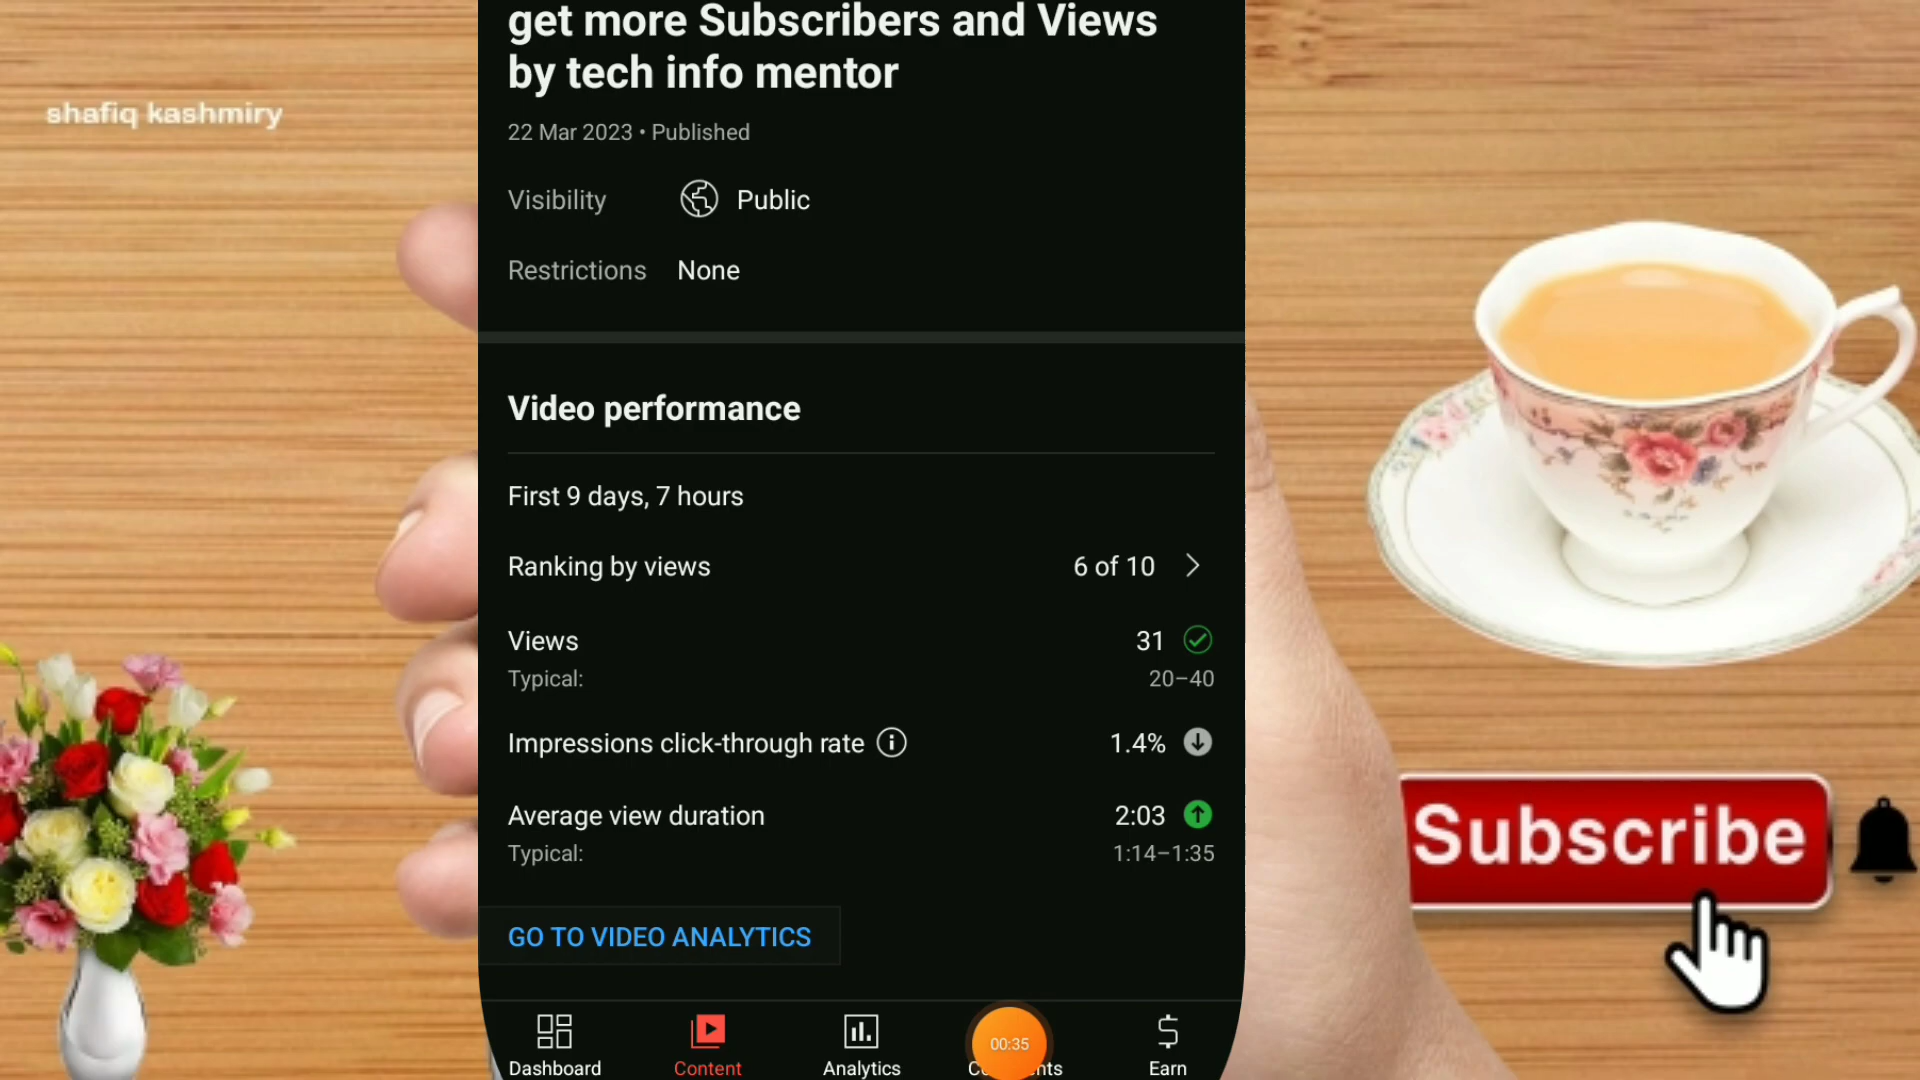 get more Subscribers and Views
by tech info mentor
shafiq kashmiry
22 Mar 2023 • Published
Visibility Public
Restrictions None
Video performance
First 9 days, 7 hours
Ranking by views 6 of 10
Views 31
Typical: 20–40
Impressions click-through rate 1.4%
Average view duration 2:03
Typical: 1:14–1:35
Subscribe
GO TO VIDEO ANALYTICS
00:35
Dashboard Content Analytics Earn